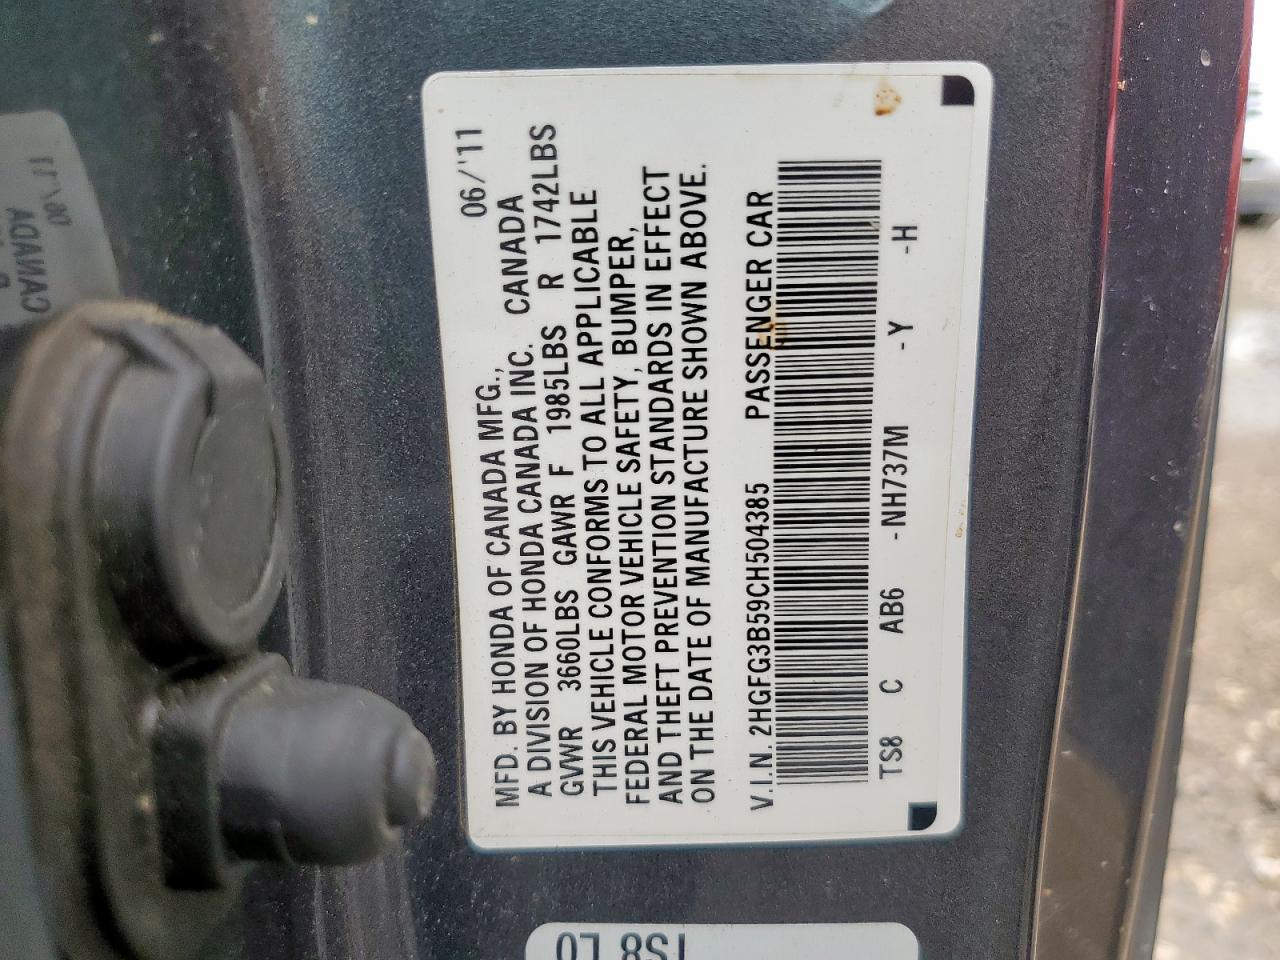 MFD. BY HONDA OF CANADA MFG., 06/'11
A DIVISION OF HONDA CANADA INC. CANADA
GVWR 3660LBS GAWR F 1985LBS R 1742LBS
THIS VEHICLE CONFORMS TO ALL APPLICABLE
FEDERAL MOTOR VEHICLE SAFETY, BUMPER,
AND THEFT PREVENTION STANDARDS IN EFFECT
ON THE DATE OF MANUFACTURE SHOWN ABOVE.
V.I.N. 2HGFG3B59CH504385 PASSENGER CAR
TS8 C AB6 -NH737M -Y -H
CANADA
TS8 L0